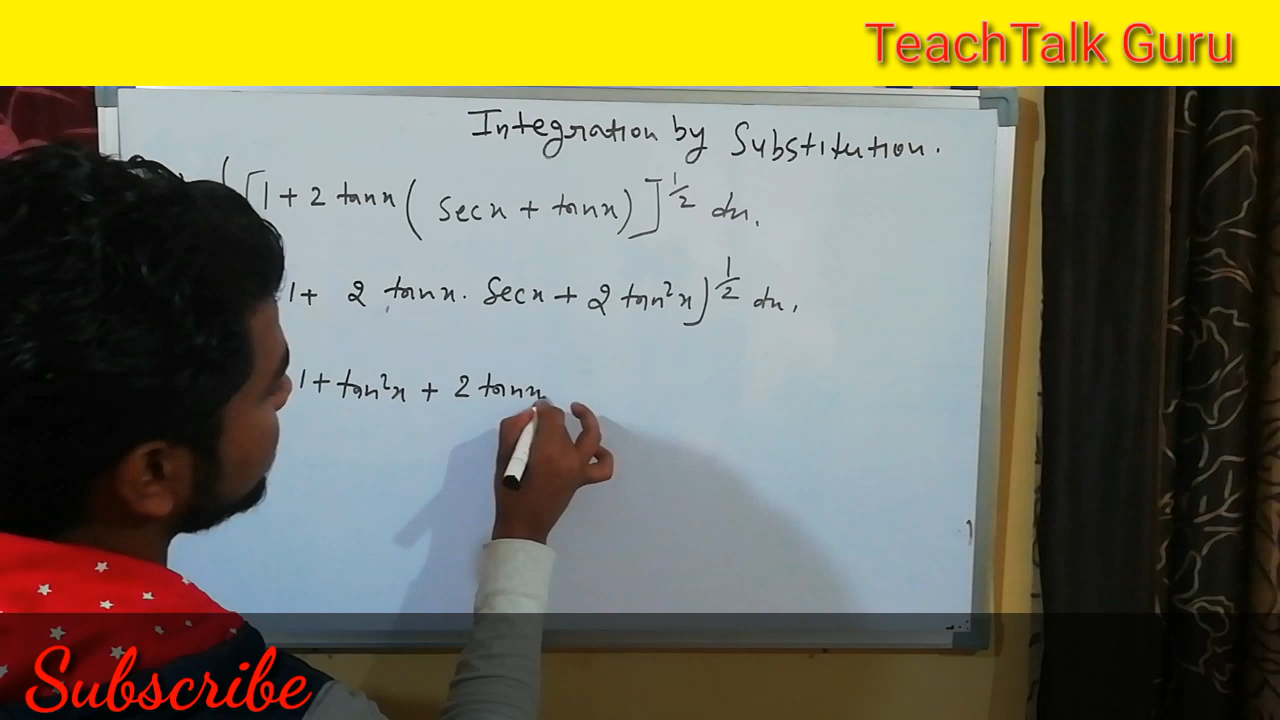 TeachTalk Guru
Integration by Substitution.
∫[1 + 2 tanx ( secx + tanx)]^1/2 dx.
1 + 2 tanx. Secx + 2 tan²x)^1/2 dx,
1 + tan²x + 2 tanx
Subscribe